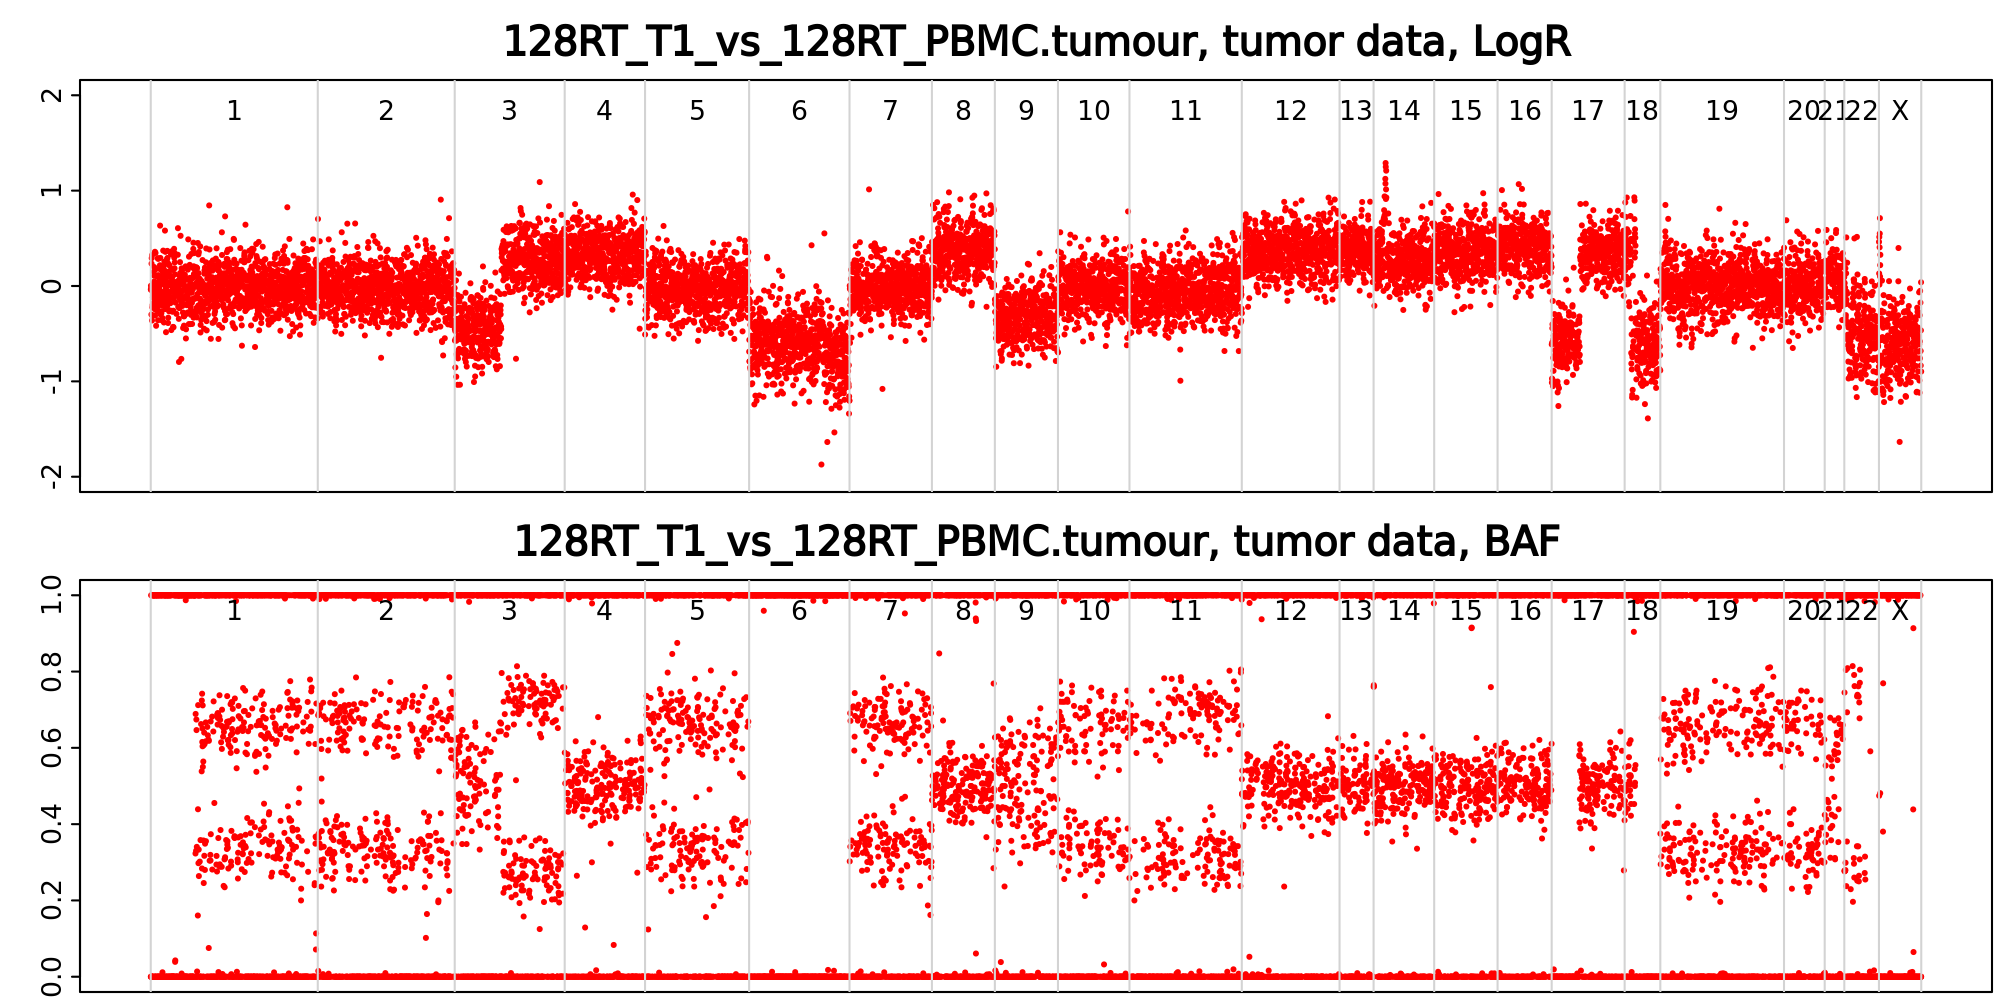 128RT_T1_vs_128RT_PBMC.tumour, tumor data, LogR
2
1
0
-1
-2
1 2 3 4 5 6 7 8 9 10 11 12 13 14 15 16 17 18 19 20 21 22 X
128RT_T1_vs_128RT_PBMC.tumour, tumor data, BAF
1.0
0.8
0.6
0.4
0.2
0.0
1 2 3 4 5 6 7 8 9 10 11 12 13 14 15 16 17 18 19 20 21 22 X